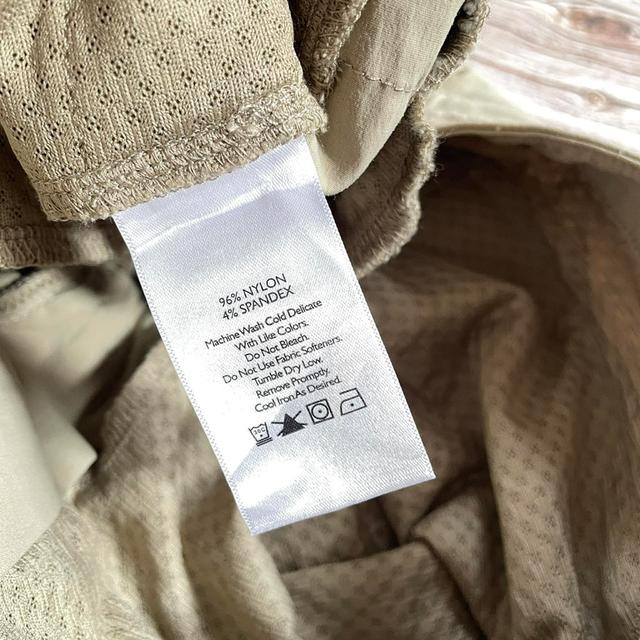 96% NYLON
4% SPANDEX
Machine Wash Cold Delicate
With Like Colors.
Do Not Bleach.
Do Not Use Fabric Softeners.
Tumble Dry Low.
Remove Promptly.
Cool Iron As Desired.
30C